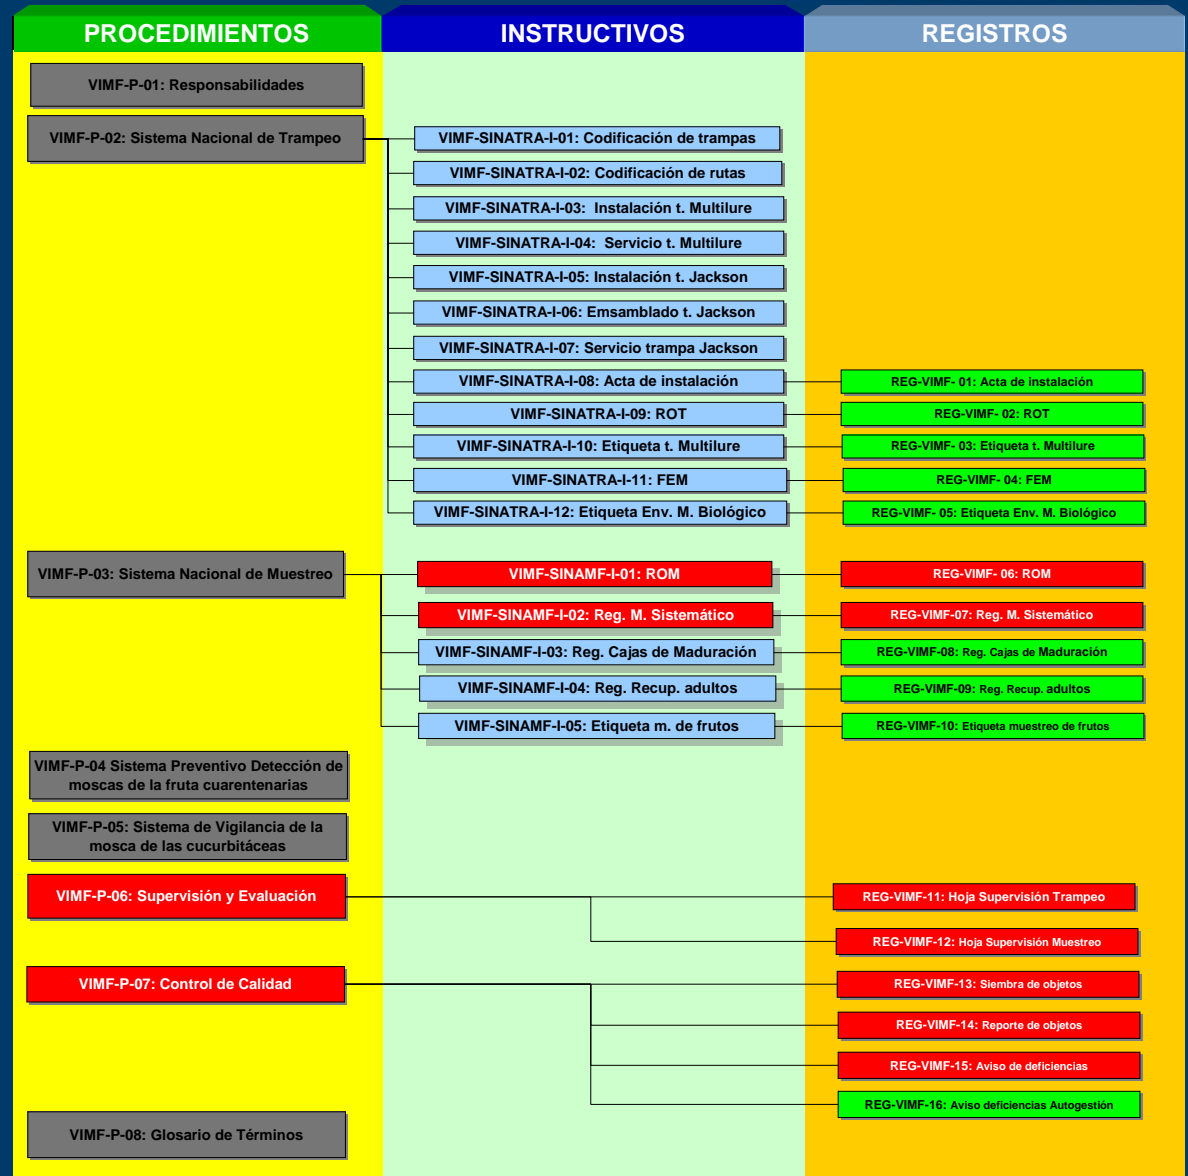 PROCEDIMIENTOS
INSTRUCTIVOS
REGISTROS
VIMF-P-01: Responsabilidades
VIMF-P-02: Sistema Nacional de Trampeo
VIMF-SINATRA-I-01: Codificación de trampas
VIMF-SINATRA-I-02: Codificación de rutas
VIMF-SINATRA-I-03: Instalación t. Multilure
VIMF-SINATRA-I-04: Servicio t. Multilure
VIMF-SINATRA-I-05: Instalación t. Jackson
VIMF-SINATRA-I-06: Emsamblado t. Jackson
VIMF-SINATRA-I-07: Servicio trampa Jackson
VIMF-SINATRA-I-08: Acta de instalación
REG-VIMF- 01: Acta de instalación
VIMF-SINATRA-I-09: ROT
REG-VIMF- 02: ROT
VIMF-SINATRA-I-10: Etiqueta t. Multilure
REG-VIMF- 03: Etiqueta t. Multilure
VIMF-SINATRA-I-11: FEM
REG-VIMF- 04: FEM
VIMF-SINATRA-I-12: Etiqueta Env. M. Biológico
REG-VIMF- 05: Etiqueta Env. M. Biológico
VIMF-P-03: Sistema Nacional de Muestreo
VIMF-SINAMF-I-01: ROM
REG-VIMF- 06: ROM
VIMF-SINAMF-I-02: Reg. M. Sistemático
REG-VIMF-07: Reg. M. Sistemático
VIMF-SINAMF-I-03: Reg. Cajas de Maduración
REG-VIMF-08: Reg. Cajas de Maduración
VIMF-SINAMF-I-04: Reg. Recup. adultos
REG-VIMF-09: Reg. Recup. adultos
VIMF-SINAMF-I-05: Etiqueta m. de frutos
REG-VIMF-10: Etiqueta muestreo de frutos
VIMF-P-04 Sistema Preventivo Detección de
moscas de la fruta cuarentenarias
VIMF-P-05: Sistema de Vigilancia de la
mosca de las cucurbitáceas
VIMF-P-06: Supervisión y Evaluación
REG-VIMF-11: Hoja Supervisión Trampeo
REG-VIMF-12: Hoja Supervisión Muestreo
VIMF-P-07: Control de Calidad
REG-VIMF-13: Siembra de objetos
REG-VIMF-14: Reporte de objetos
REG-VIMF-15: Aviso de deficiencias
REG-VIMF-16: Aviso deficiencias Autogestión
VIMF-P-08: Glosario de Términos